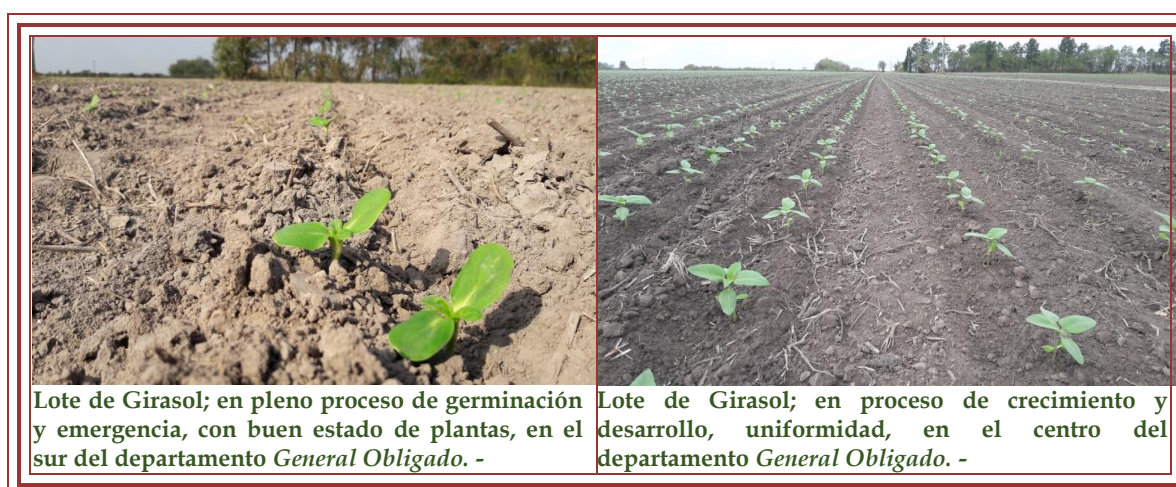 Lote de Girasol; en pleno proceso de germinación
y emergencia, con buen estado de plantas, en el
sur del departamento General Obligado. -
Lote de Girasol; en proceso de crecimiento y
desarrollo, uniformidad, en el centro del
departamento General Obligado. -